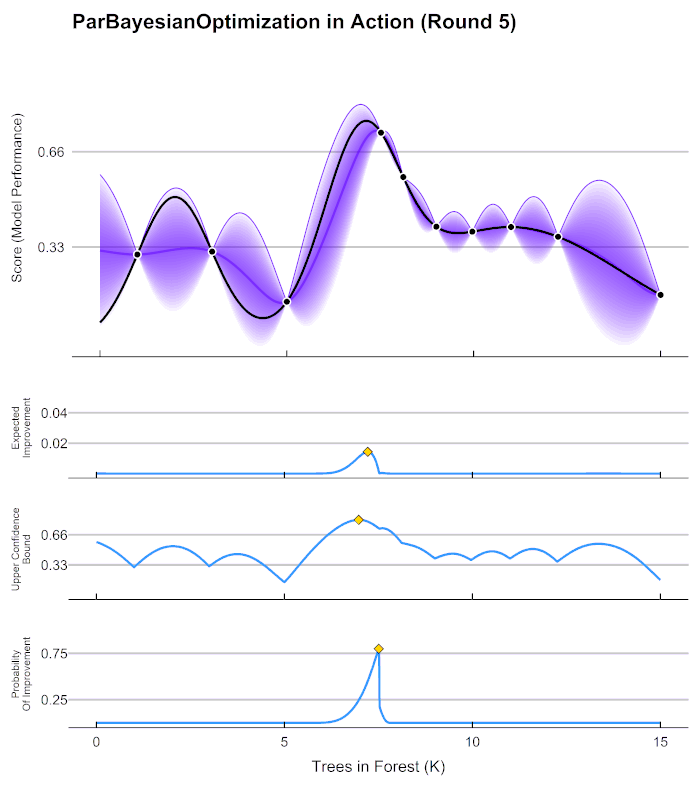 ParBayesianOptimization in Action (Round 5)
Score (Model Performance)
0.66
0.33
Expected
Improvement
0.04
0.02
Upper Confidence
Bound
0.66
0.33
Probability
Of Improvement
0.75
0.25
0 5 10 15
Trees in Forest (K)